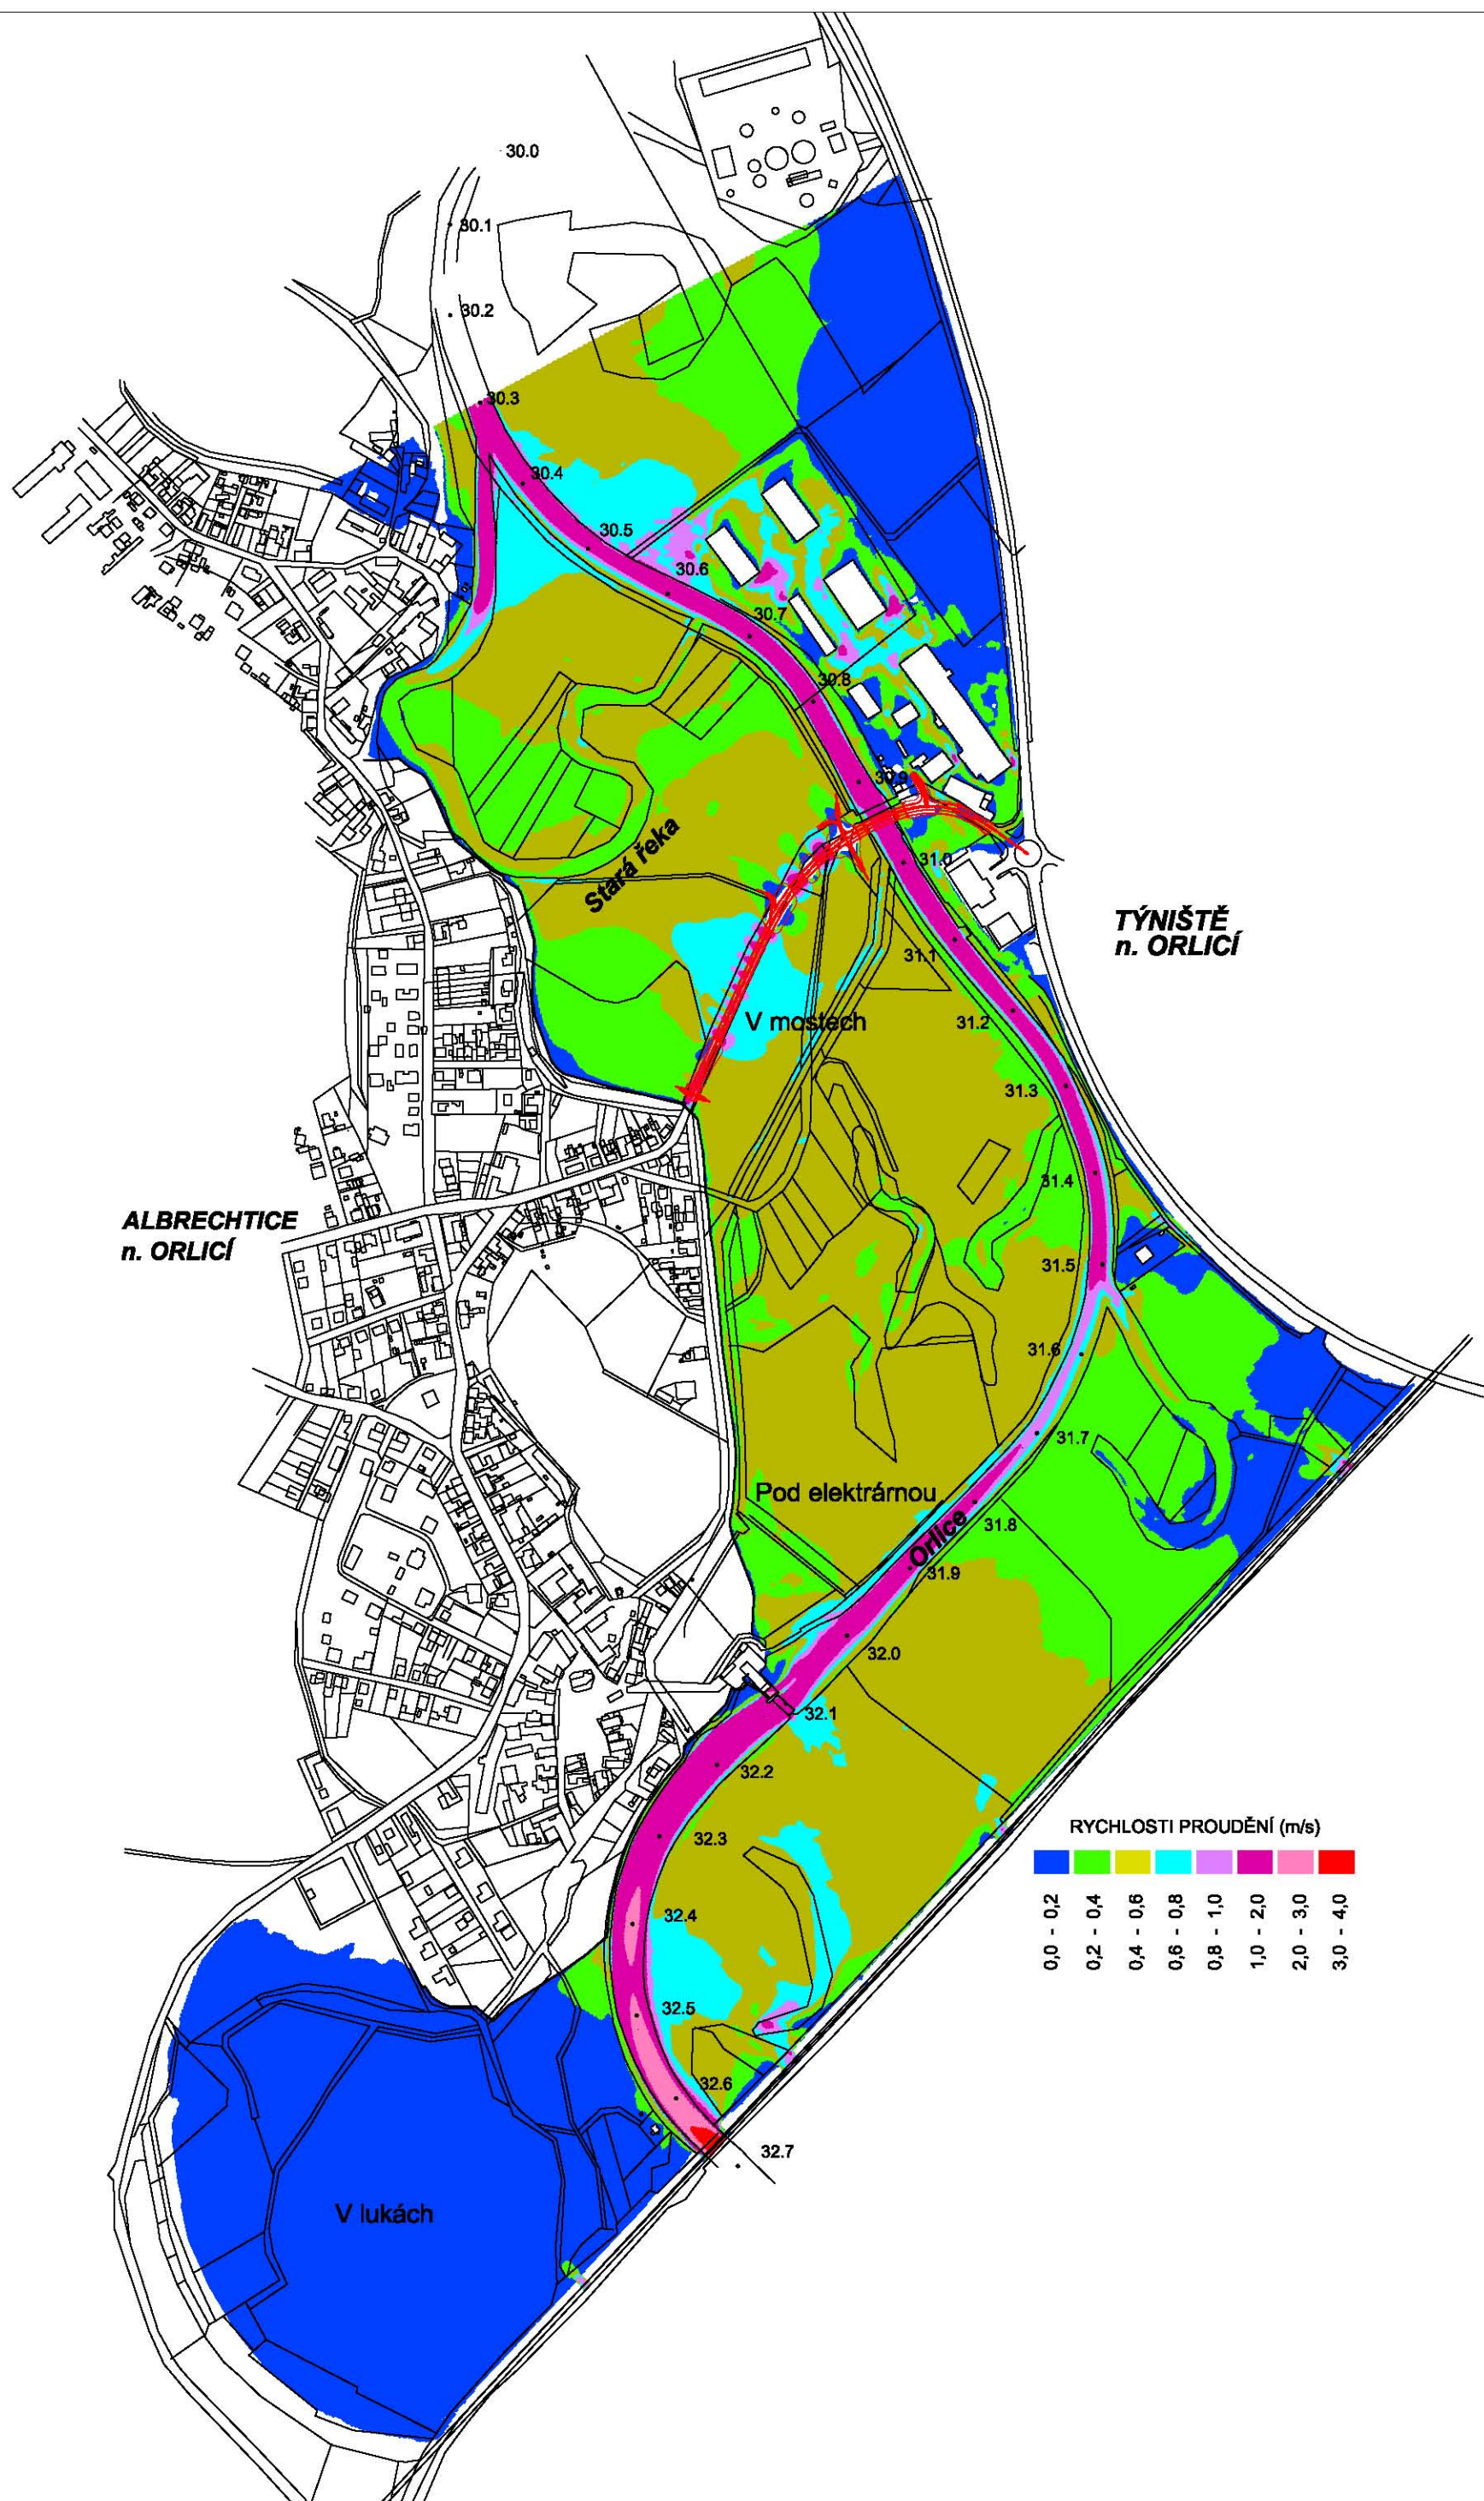 30.0
30.1
30.2
30.3
30.4
30.5
30.6
30.7
30.8
30.9
Stará řeka
31.0
TÝNIŠTĚ
n. ORLICÍ
31.1
V mostech
31.2
31.3
31.4
ALBRECHTICE
n. ORLICÍ
31.5
31.6
31.7
Pod elektrárnou
31.8
Orlice
31.9
32.0
32.1
32.2
32.3
RYCHLOSTI PROUDĚNÍ (m/s)
0,0 - 0,2
0,2 - 0,4
0,4 - 0,6
0,6 - 0,8
0,8 - 1,0
1,0 - 2,0
2,0 - 3,0
3,0 - 4,0
32.4
32.5
32.6
32.7
V lukách